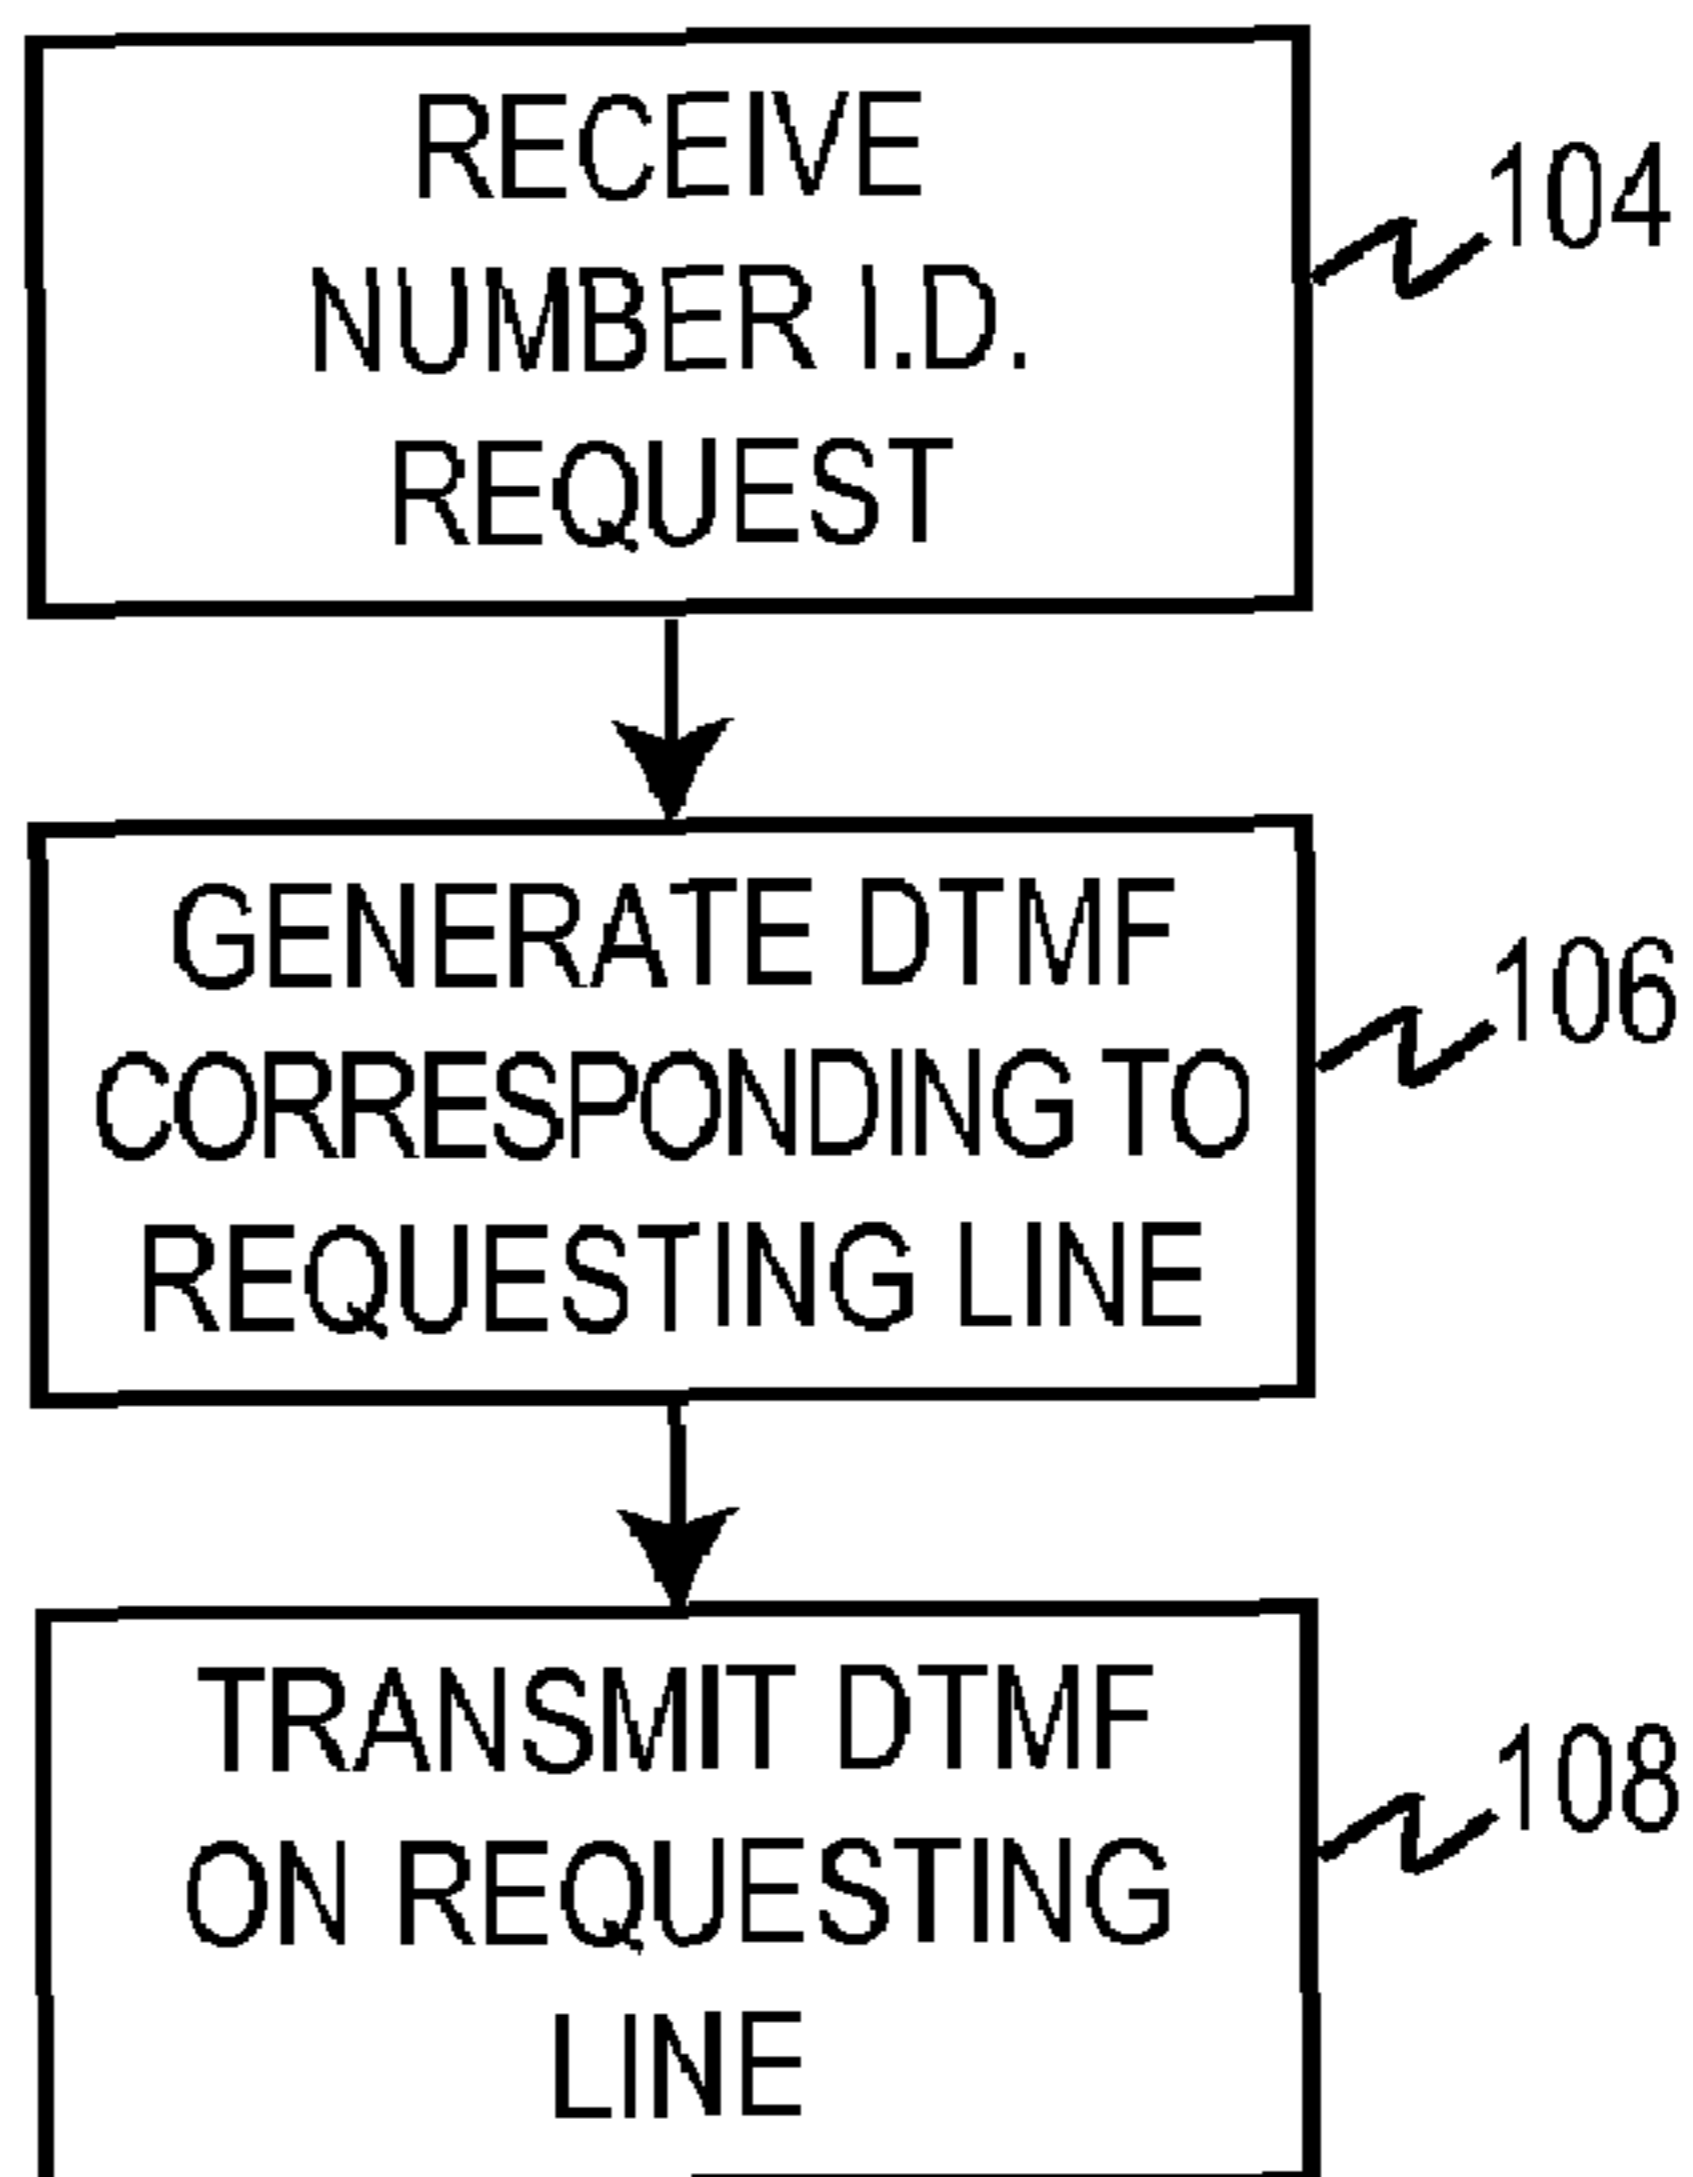 RECEIVE
NUMBER I.D.
REQUEST
104
GENERATE DTMF
CORRESPONDING TO
REQUESTING LINE
106
TRANSMIT DTMF
ON REQUESTING
LINE
108